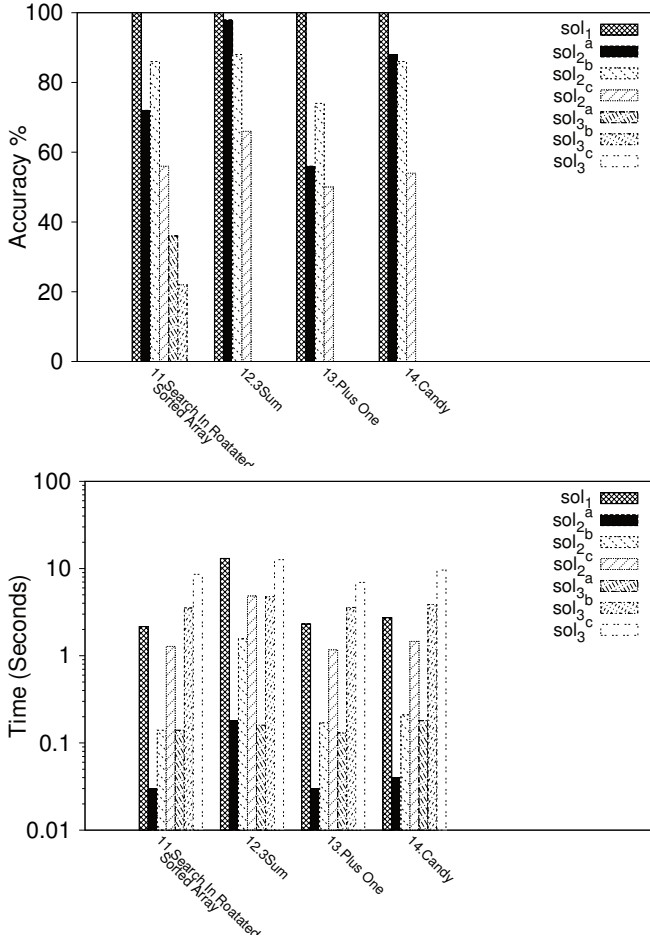 100
80
60
40
20
0
Accuracy %
sol1
sol2a
sol2b
sol2c
sol3a
sol3b
sol3c
11.Search In Roatated
Sorted Array
12.3Sum
13.Plus One
14.Candy
100
10
1
0.1
0.01
Time (Seconds)
sol1
sol2a
sol2b
sol2c
sol3a
sol3b
sol3c
11.Search In Roatated
Sorted Array
12.3Sum
13.Plus One
14.Candy